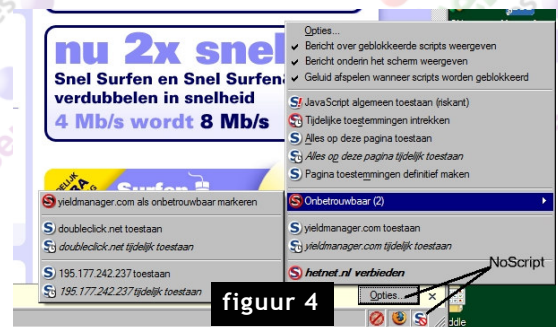 nu 2x snel
Snel Surfen en Snel Surfen
verdubbelen in snelheid
4 Mb/s wordt 8 Mb/s
Surfen
Opties...
Bericht over geblokkeerde scripts weergeven
Bericht onderin het scherm weergeven
Geluid afspelen wanneer scripts worden geblokkeerd
JavaScript algemeen toestaan (riskant)
Tijdelijke toestemmingen intrekken
Alles op deze pagina toestaan
Alles op deze pagina tijdelijk toestaan
Pagina toestemmingen definitief maken
Onbetrouwbaar (2)
yieldmanager.com toestaan
yieldmanager.com tijdelijk toestaan
hetnet.nl verbieden
yieldmanager.com als onbetrouwbaar markeren
doubleclick.net toestaan
doubleclick.net tijdelijk toestaan
195.177.242.237 toestaan
195.177.242.237 tijdelijk toestaan
NoScript
Opties...
figuur 4
ddle